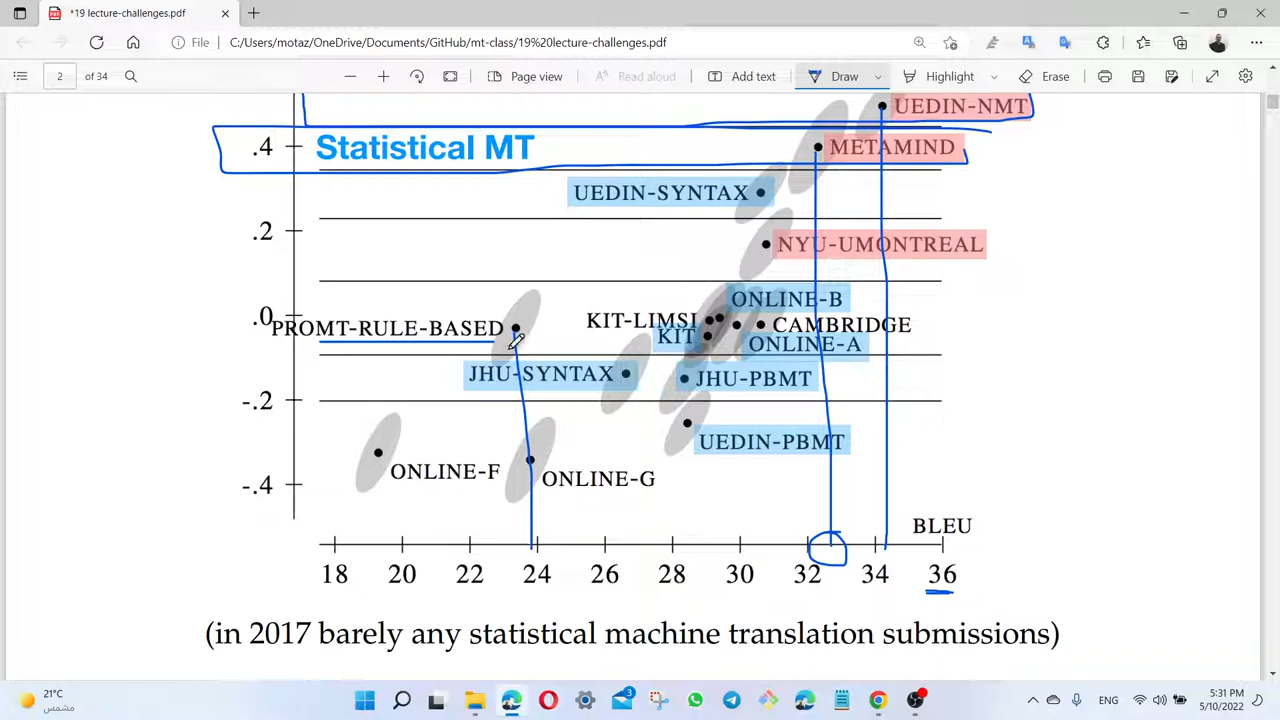 *19 lecture-challenges.pdf
File
C:/Users/motaz/OneDrive/Documents/GitHub/mt-class/19%20lecture-challenges.pdf
2 of 34
Page view
Read aloud
Add text
Draw
Highlight
Erase
UEDIN-NMT
.4 Statistical MT METAMIND
UEDIN-SYNTAX
.2 NYU-UMONTREAL
ONLINE-B
.0 KIT-LIMSI CAMBRIDGE
PROMT-RULE-BASED
KIT ONLINE-A
JHU-SYNTAX JHU-PBMT
-.2
UEDIN-PBMT
ONLINE-F ONLINE-G
-.4
BLEU
18 20 22 24 26 28 30 32 34 36
(in 2017 barely any statistical machine translation submissions)
21°C
مشمس
3
ENG
5:31 PM
5/10/2022